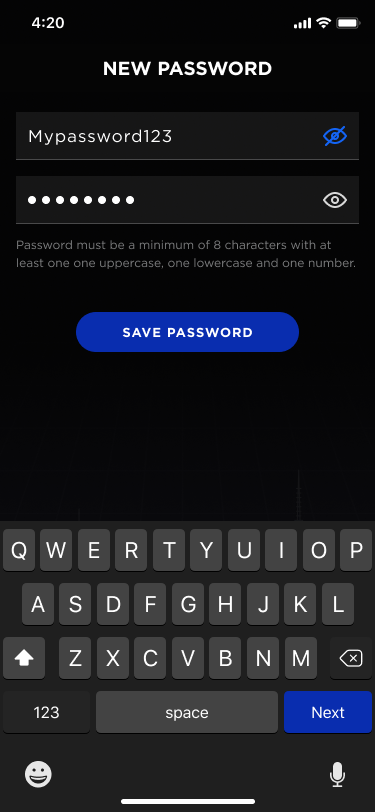 4:20
NEW PASSWORD
Mypassword123
●●●●●●●●
Password must be a minimum of 8 characters with at
least one one uppercase, one lowercase and one number.
SAVE PASSWORD
Q W E R T Y U I O P
A S D F G H J K L
Z X C V B N M
123 space Next